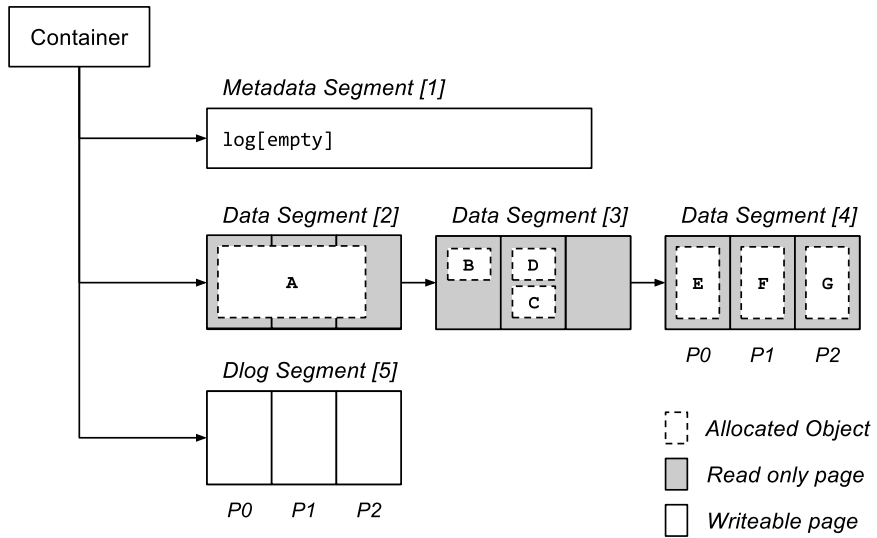 Container
Metadata Segment [1]
log[empty]
Data Segment [2]
Data Segment [3]
Data Segment [4]
A
B
D
C
E
F
G
P0
P1
P2
Dlog Segment [5]
P0
P1
P2
Allocated Object
Read only page
Writeable page